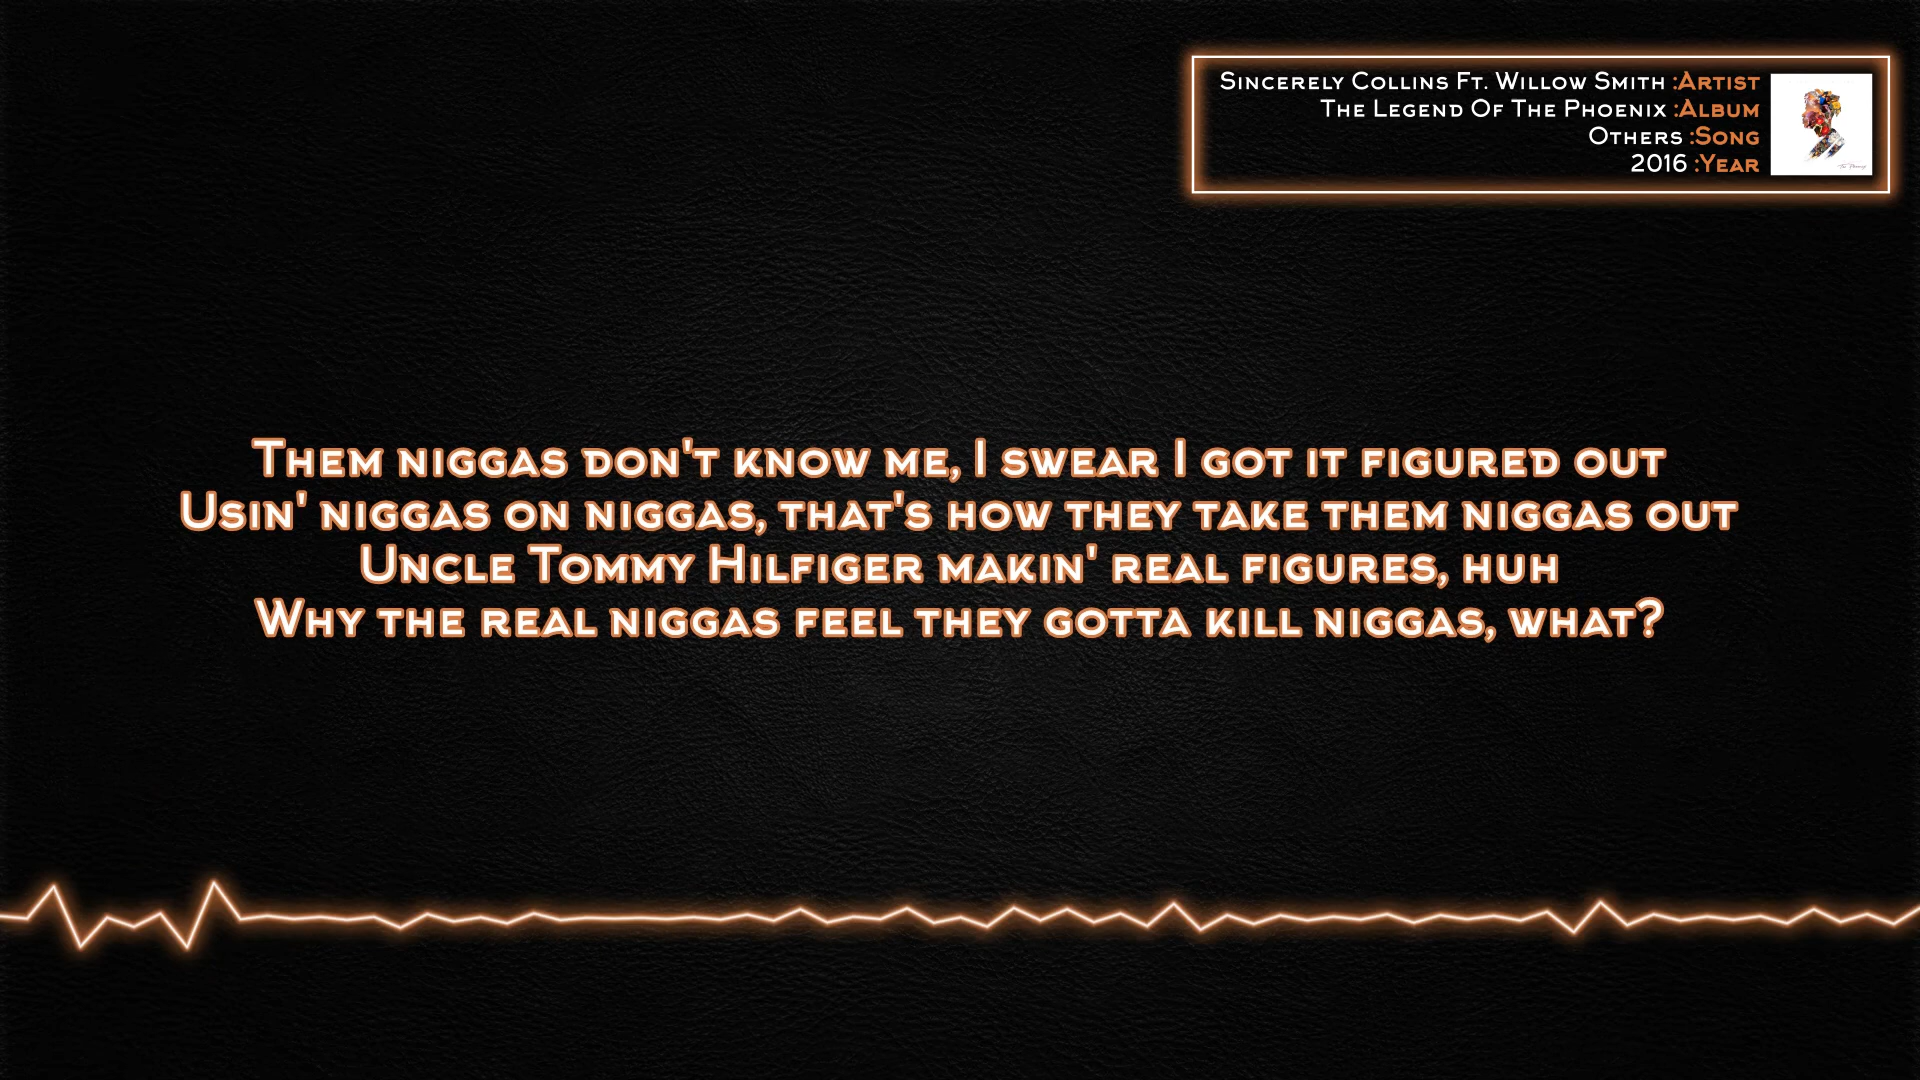 Sincerely Collins Ft. Willow Smith :Artist
The Legend Of The Phoenix :Album
Others :Song
2016 :Year
Them niggas don't know me, I swear I got it figured out
Usin' niggas on niggas, that's how they take them niggas out
Uncle Tommy Hilfiger makin' real figures, huh
Why the real niggas feel they gotta kill niggas, what?